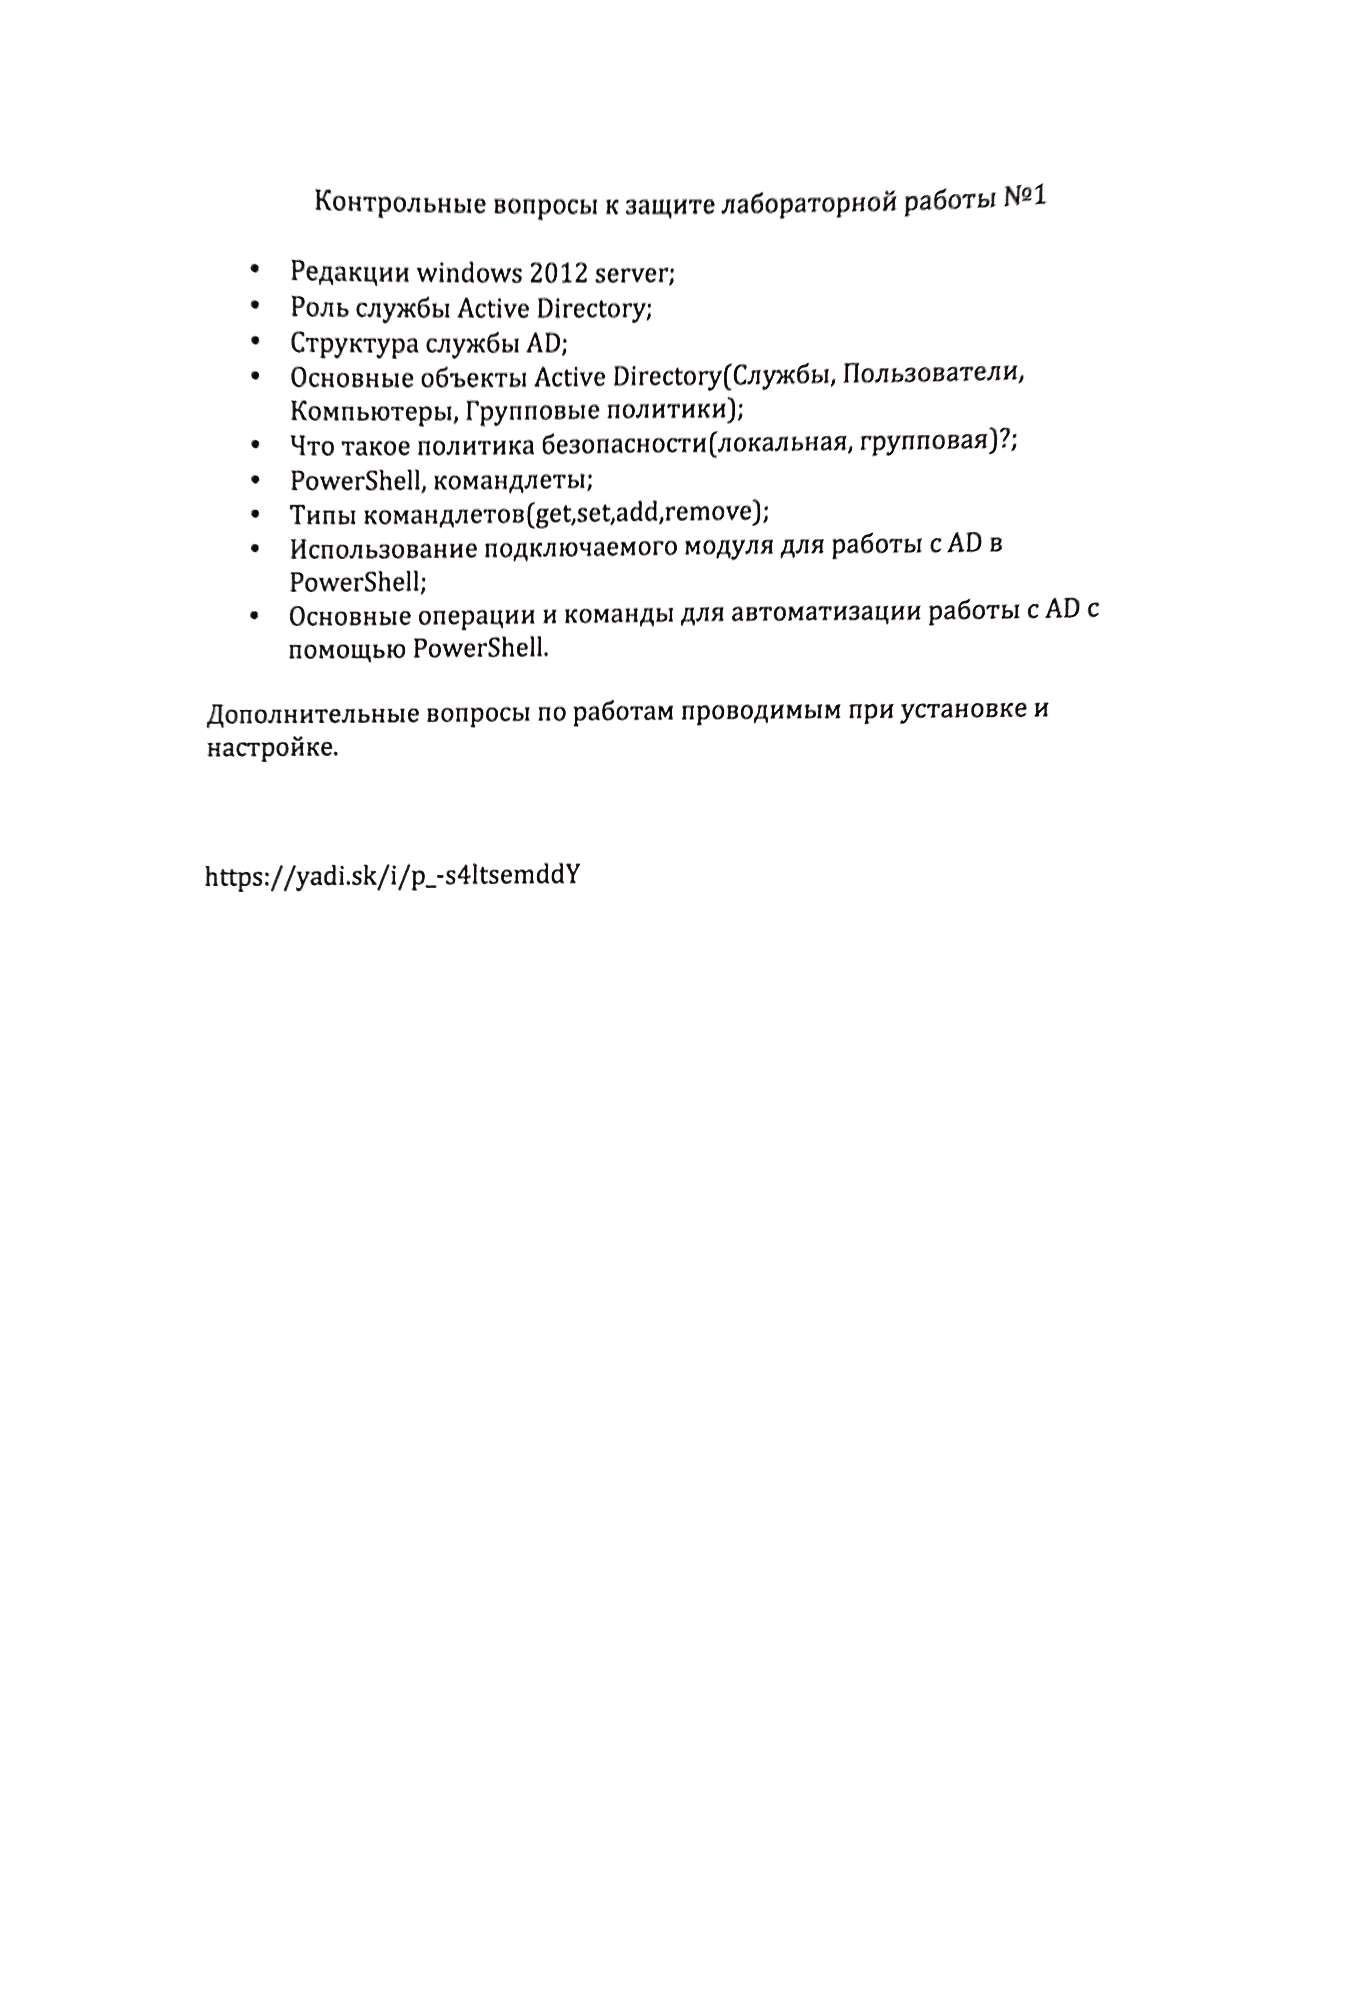 Контрольные вопросы к защите лабораторной работы №1
• Редакции windows 2012 server;
• Роль службы Active Directory;
• Структура службы AD;
• Основные объекты Active Directory(Службы, Пользователи,
Компьютеры, Групповые политики);
• Что такое политика безопасности(локальная, групповая)?;
• PowerShell, командлеты;
• Типы командлетов(get,set,add,remove);
• Использование подключаемого модуля для работы с AD в
PowerShell;
• Основные операции и команды для автоматизации работы с AD с
помощью PowerShell.
Дополнительные вопросы по работам проводимым при установке и
настройке.
https://yadi.sk/i/p_-s4ltsemddY